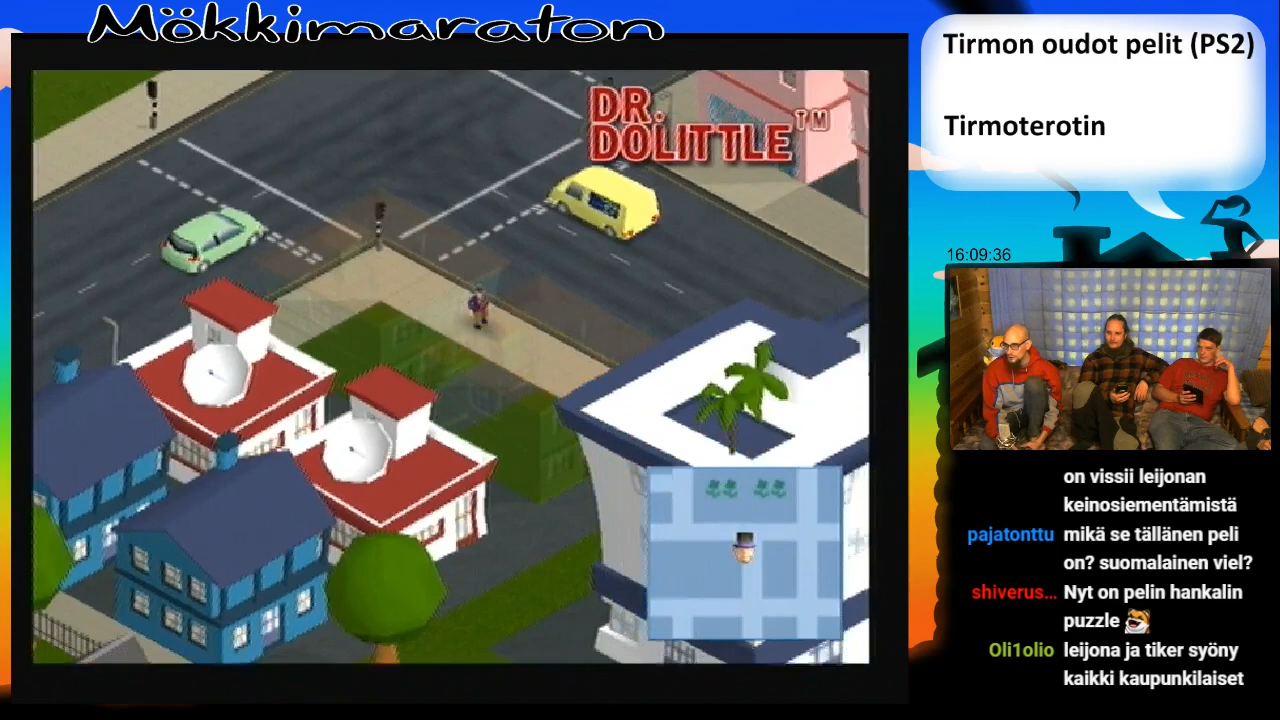 Mökkimaraton
DR.
DOLITTLE™
Tirmon oudot pelit (PS2)
Tirmoterotin
16:09:36
on vissii leijonan
keinosiementämistä
pajatonttu mikä se tällänen peli
on? suomalainen viel?
shiverus… Nyt on pelin hankalin
puzzle
Oli1olio leijona ja tiker syöny
kaikki kaupunkilaiset